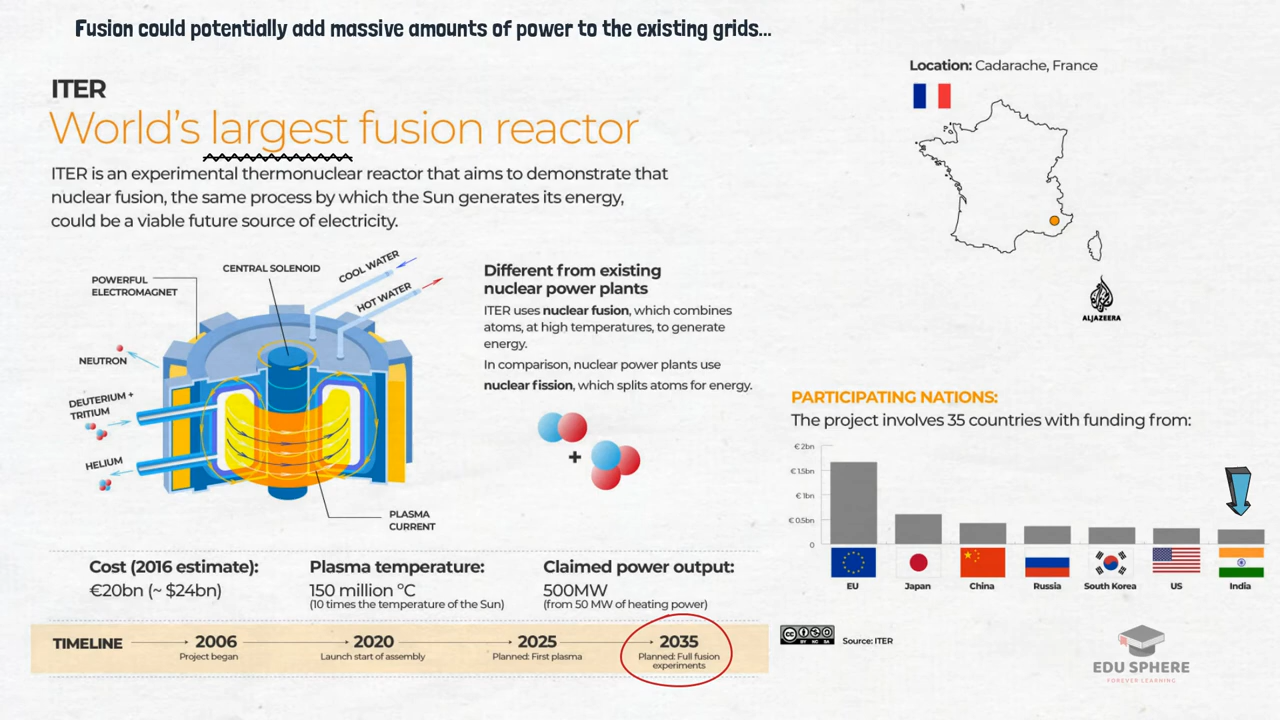 Fusion could potentially add massive amounts of power to the existing grids...
ITER
World's largest fusion reactor
ITER is an experimental thermonuclear reactor that aims to demonstrate that
nuclear fusion, the same process by which the Sun generates its energy,
could be a viable future source of electricity.
POWERFUL
ELECTROMAGNET
CENTRAL SOLENOID
COOL WATER
HOT WATER
NEUTRON
DEUTERIUM +
TRITIUM
HELIUM
PLASMA
CURRENT
Different from existing
nuclear power plants
ITER uses nuclear fusion, which combines
atoms, at high temperatures, to generate
energy.
In comparison, nuclear power plants use
nuclear fission, which splits atoms for energy.
+
Location: Cadarache, France
ALJAZEERA
PARTICIPATING NATIONS:
The project involves 35 countries with funding from:
€ 2bn
€ 1.5bn
€ 1bn
€ 0.5bn
0
EU
Japan
China
Russia
South Korea
US
India
Cost (2016 estimate):
€20bn (~ $24bn)
Plasma temperature:
150 million ºC
(10 times the temperature of the Sun)
Claimed power output:
500MW
(from 50 MW of heating power)
TIMELINE
2006
Project began
2020
Launch start of assembly
2025
Planned: First plasma
2035
Planned: Full fusion
experiments
CC
BY NC SA
Source: ITER
EDU SPHERE
FOREVER LEARNING